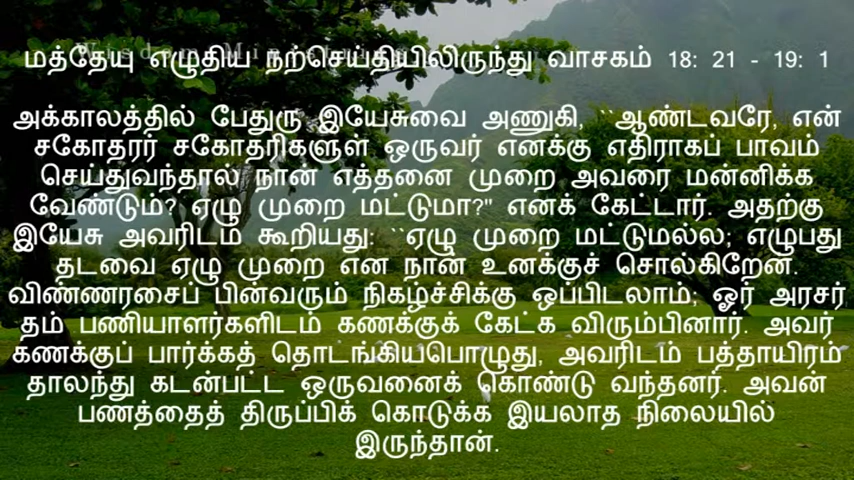 Wisdom Mi
மத்தேயு எழுதிய நற்செய்தியிலிருந்து வாசகம் 18: 21 - 19: 1
அக்காலத்தில் பேதுரு இயேசுவை அணுகி, ``ஆண்டவரே, என்
சகோதரர் சகோதரிகளுள் ஒருவர் எனக்கு எதிராகப் பாவம்
செய்துவந்தால் நான் எத்தனை முறை அவரை மன்னிக்க
வேண்டும்? ஏழு முறை மட்டுமா?" எனக் கேட்டார். அதற்கு
இயேசு அவரிடம் கூறியது: ``ஏழு முறை மட்டுமல்ல; எழுபது
தடவை ஏழு முறை என நான் உனக்குச் சொல்கிறேன்.
விண்ணரசைப் பின்வரும் நிகழ்ச்சிக்கு ஒப்பிடலாம்; ஓர் அரசர்
தம் பணியாளர்களிடம் கணக்குக் கேட்க விரும்பினார். அவர்
கணக்குப் பார்க்கத் தொடங்கியபொழுது, அவரிடம் பத்தாயிரம்
தாலந்து கடன்பட்ட ஒருவனைக் கொண்டு வந்தனர். அவன்
பணத்தைத் திருப்பிக் கொடுக்க இயலாத நிலையில்
இருந்தான்.